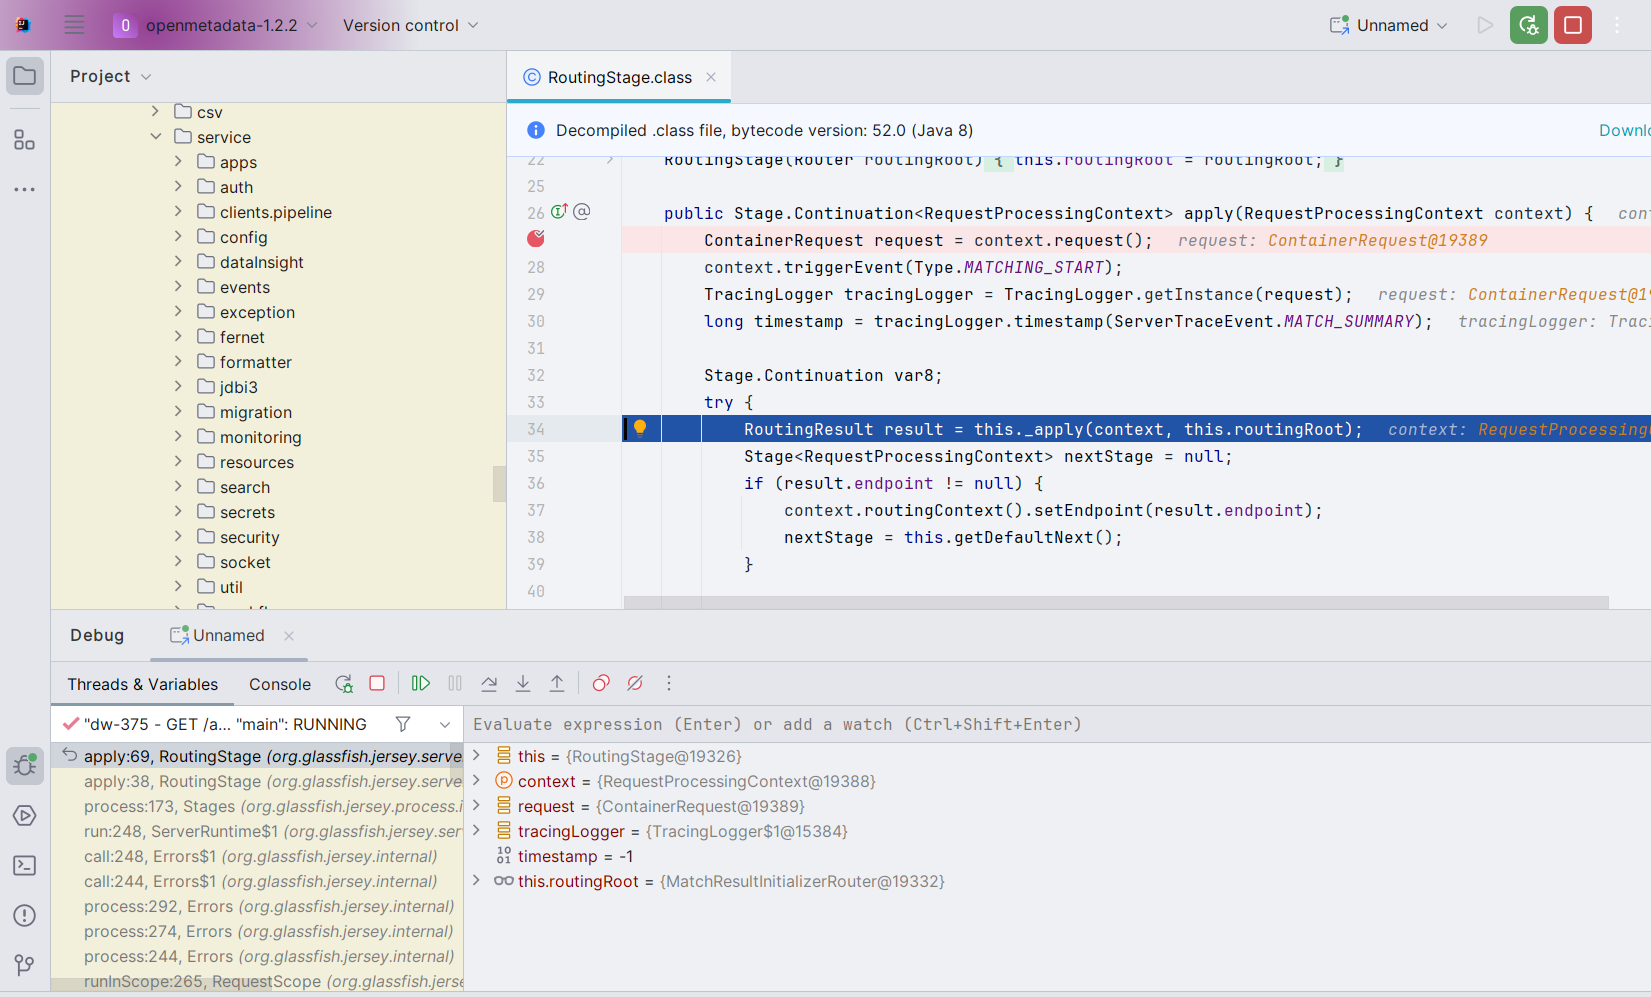 openmetadata-1.2.2
Version control
Unnamed
Project
RoutingStage.class
csv
service
apps
auth
clients.pipeline
config
dataInsight
events
exception
fernet
formatter
jdbi3
migration
monitoring
resources
search
secrets
security
socket
util
Decompiled .class file, bytecode version: 52.0 (Java 8)
Downlo
22 RoutingStage(Router routingRoot) { this.routingRoot = routingRoot; }
25
26 public Stage.Continuation<RequestProcessingContext> apply(RequestProcessingContext context) { con
ContainerRequest request = context.request(); request: ContainerRequest@19389
28 context.triggerEvent(Type.MATCHING_START);
29 TracingLogger tracingLogger = TracingLogger.getInstance(request); request: ContainerRequest@19
30 long timestamp = tracingLogger.timestamp(ServerTraceEvent.MATCH_SUMMARY); tracingLogger: Traci
31
32 Stage.Continuation var8;
33 try {
34 RoutingResult result = this._apply(context, this.routingRoot); context: RequestProcessing
35 Stage<RequestProcessingContext> nextStage = null;
36 if (result.endpoint != null) {
37 context.routingContext().setEndpoint(result.endpoint);
38 nextStage = this.getDefaultNext();
39 }
40
Debug
Unnamed
Threads & Variables
Console
"dw-375 - GET /a... "main": RUNNING
Evaluate expression (Enter) or add a watch (Ctrl+Shift+Enter)
apply:69, RoutingStage (org.glassfish.jersey.serve
apply:38, RoutingStage (org.glassfish.jersey.serve
process:173, Stages (org.glassfish.jersey.process.i
run:248, ServerRuntime$1 (org.glassfish.jersey.ser
call:248, Errors$1 (org.glassfish.jersey.internal)
call:244, Errors$1 (org.glassfish.jersey.internal)
process:292, Errors (org.glassfish.jersey.internal)
process:274, Errors (org.glassfish.jersey.internal)
process:244, Errors (org.glassfish.jersey.internal)
runInScope:265, RequestScope (org.glassfish.jerse
this = {RoutingStage@19326}
context = {RequestProcessingContext@19388}
request = {ContainerRequest@19389}
tracingLogger = {TracingLogger$1@15384}
timestamp = -1
this.routingRoot = {MatchResultInitializerRouter@19332}